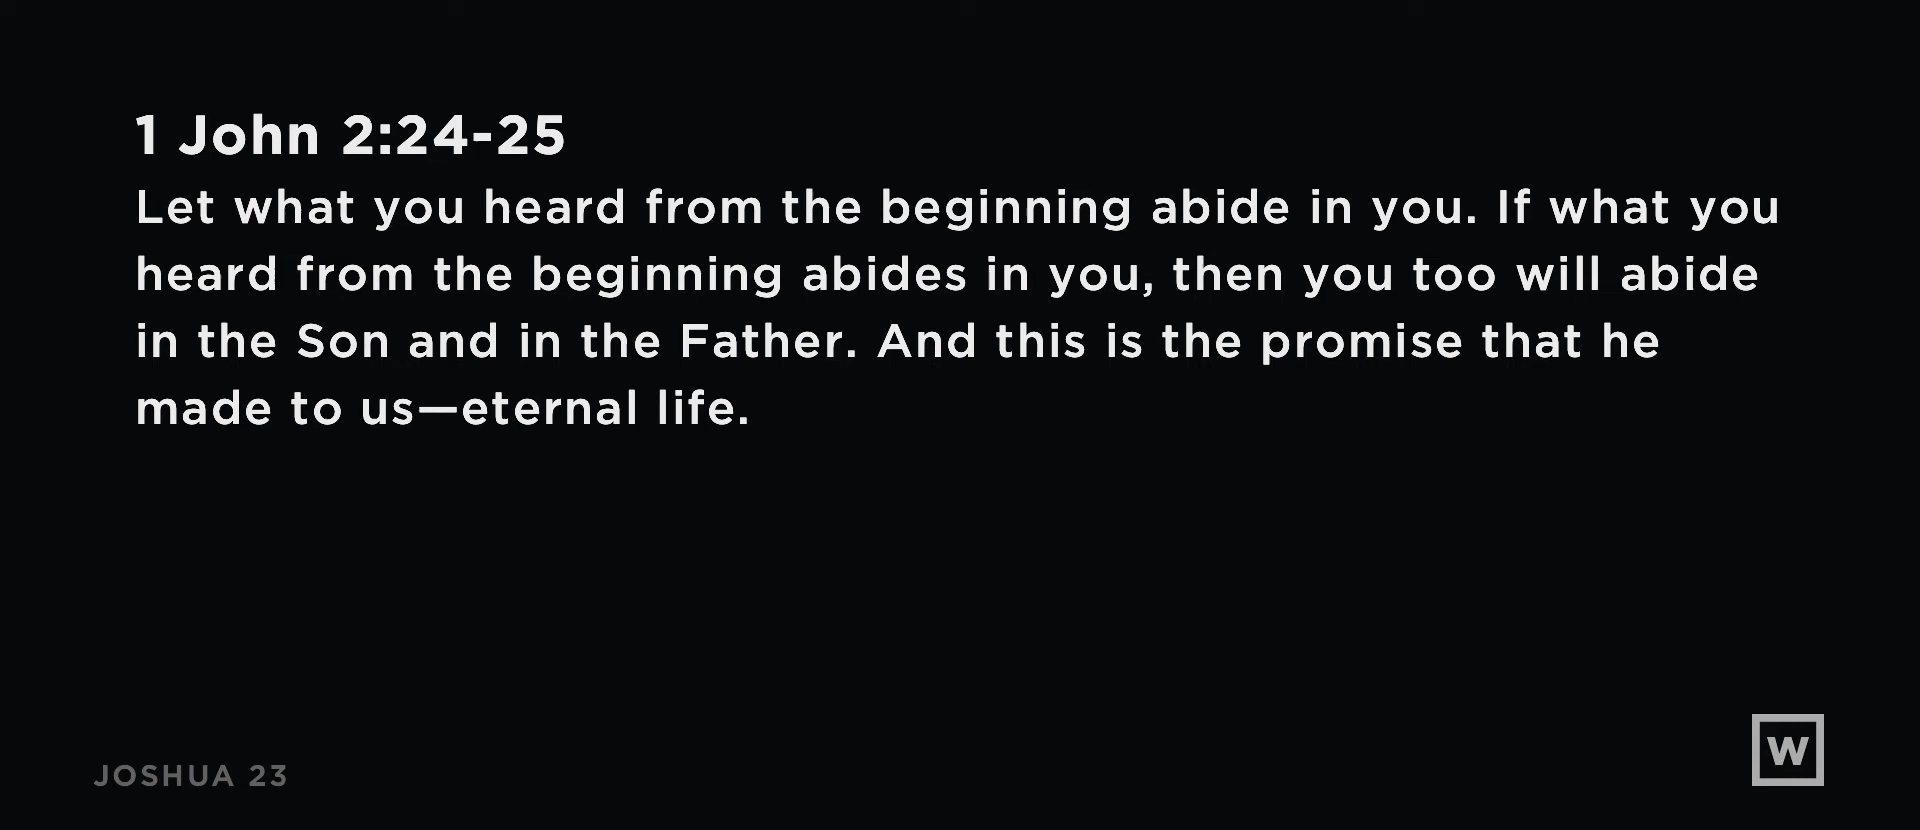 1 John 2:24-25
Let what you heard from the beginning abide in you. If what you
heard from the beginning abides in you, then you too will abide
in the Son and in the Father. And this is the promise that he
made to us—eternal life.
JOSHUA 23
W